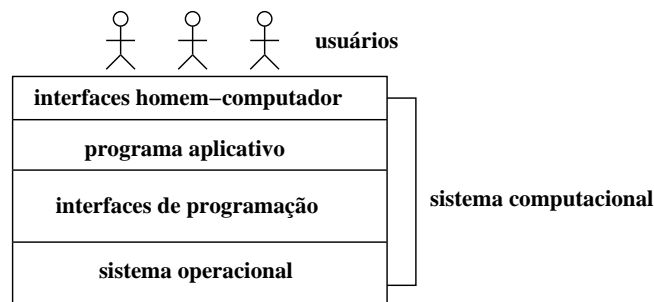 usuários
interfaces homem−computador
programa aplicativo
interfaces de programação
sistema computacional
sistema operacional